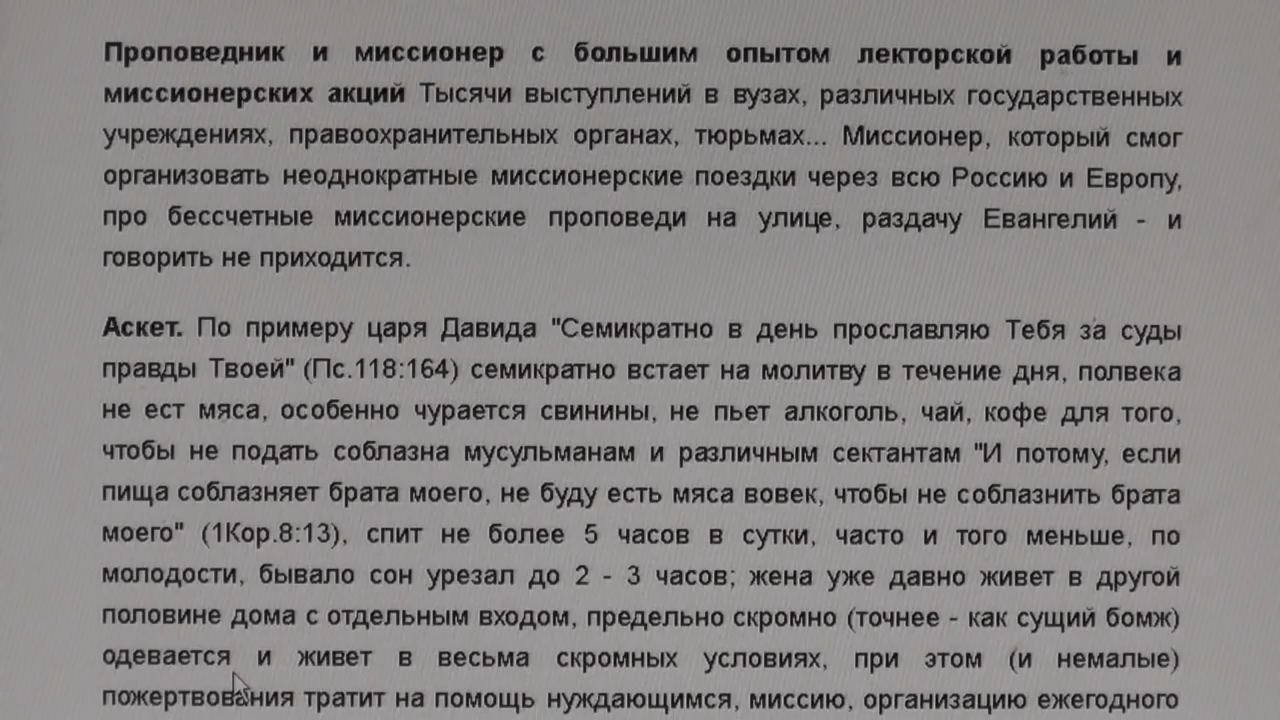 Проповедник и миссионер с большим опытом лекторской работы и
миссионерских акций Тысячи выступлений в вузах, различных государственных
учреждениях, правоохранительных органах, тюрьмах... Миссионер, который смог
организовать неоднократные миссионерские поездки через всю Россию и Европу,
про бессчетные миссионерские проповеди на улице, раздачу Евангелий - и
говорить не приходится.
Аскет. По примеру царя Давида "Семикратно в день прославляю Тебя за суды
правды Твоей" (Пс.118:164) семикратно встает на молитву в течение дня, полвека
не ест мяса, особенно чурается свинины, не пьет алкоголь, чай, кофе для того,
чтобы не подать соблазна мусульманам и различным сектантам "И потому, если
пища соблазняет брата моего, не буду есть мяса вовек, чтобы не соблазнить брата
моего" (1Кор.8:13), спит не более 5 часов в сутки, часто и того меньше, по
молодости, бывало сон урезал до 2 - 3 часов; жена уже давно живет в другой
половине дома с отдельным входом, предельно скромно (точнее - как сущий бомж)
одевается и живет в весьма скромных условиях, при этом (и немалые)
пожертвования тратит на помощь нуждающимся, миссию, организацию ежегодного